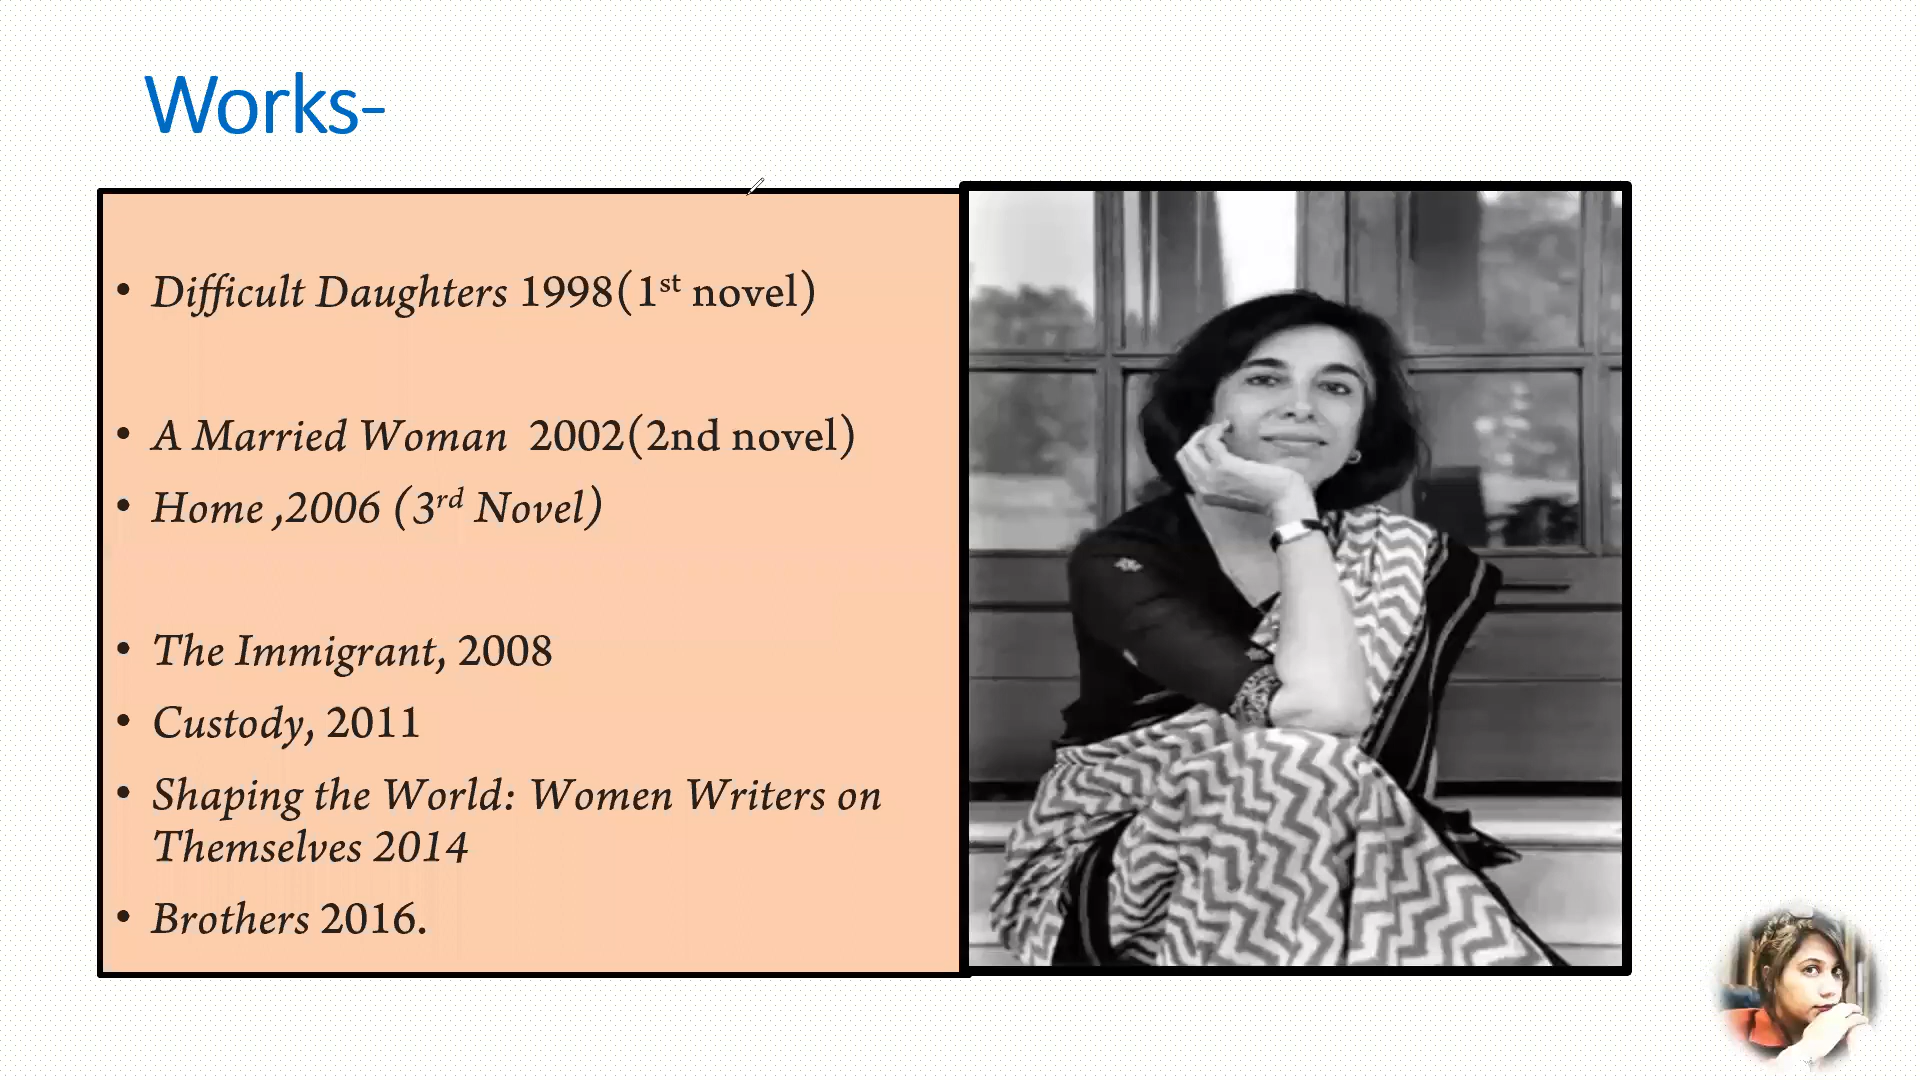 Works-
• Difficult Daughters 1998(1st novel)
• A Married Woman 2002(2nd novel)
• Home ,2006 (3rd Novel)
• The Immigrant, 2008
• Custody, 2011
• Shaping the World: Women Writers on
Themselves 2014
• Brothers 2016.